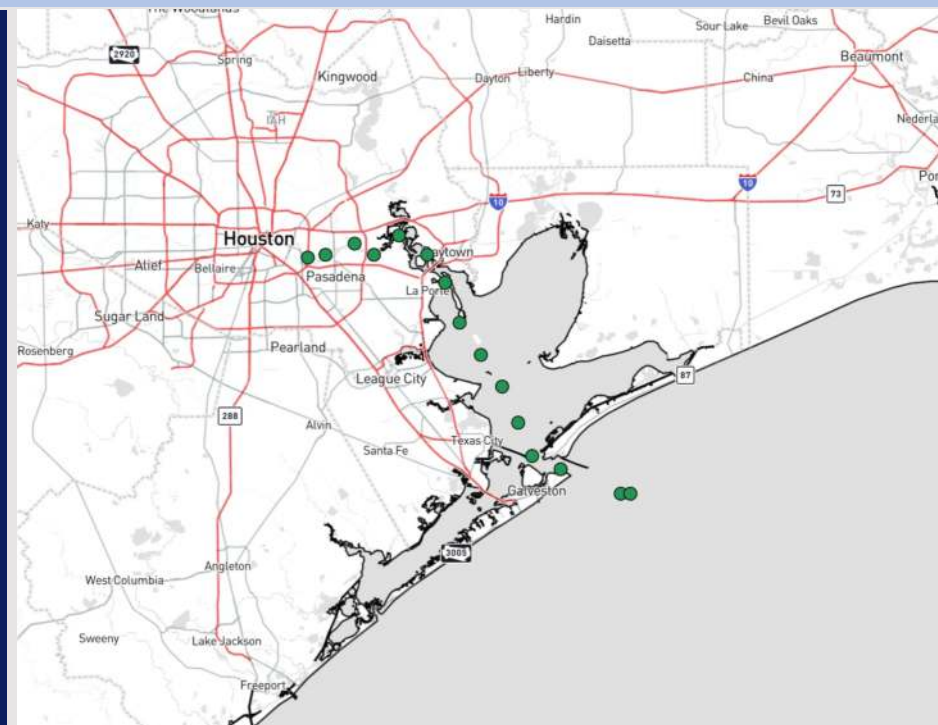 The Woodlands
Hardin
Sour Lake
Bevil Oaks
Daisetta
2920
Spring
Beaumont
Kingwood
Dayton
Liberty
China
IAH
10
10
73
Katy
Houston
Baytown
Alief
Bellaire
Pasadena
La Porte
Sugar Land
Rosenberg
Pearland
League City
87
288
Alvin
Texas City
Santa Fe
Galveston
3005
Angleton
West Columbia
Sweeny
Lake Jackson
Freeport